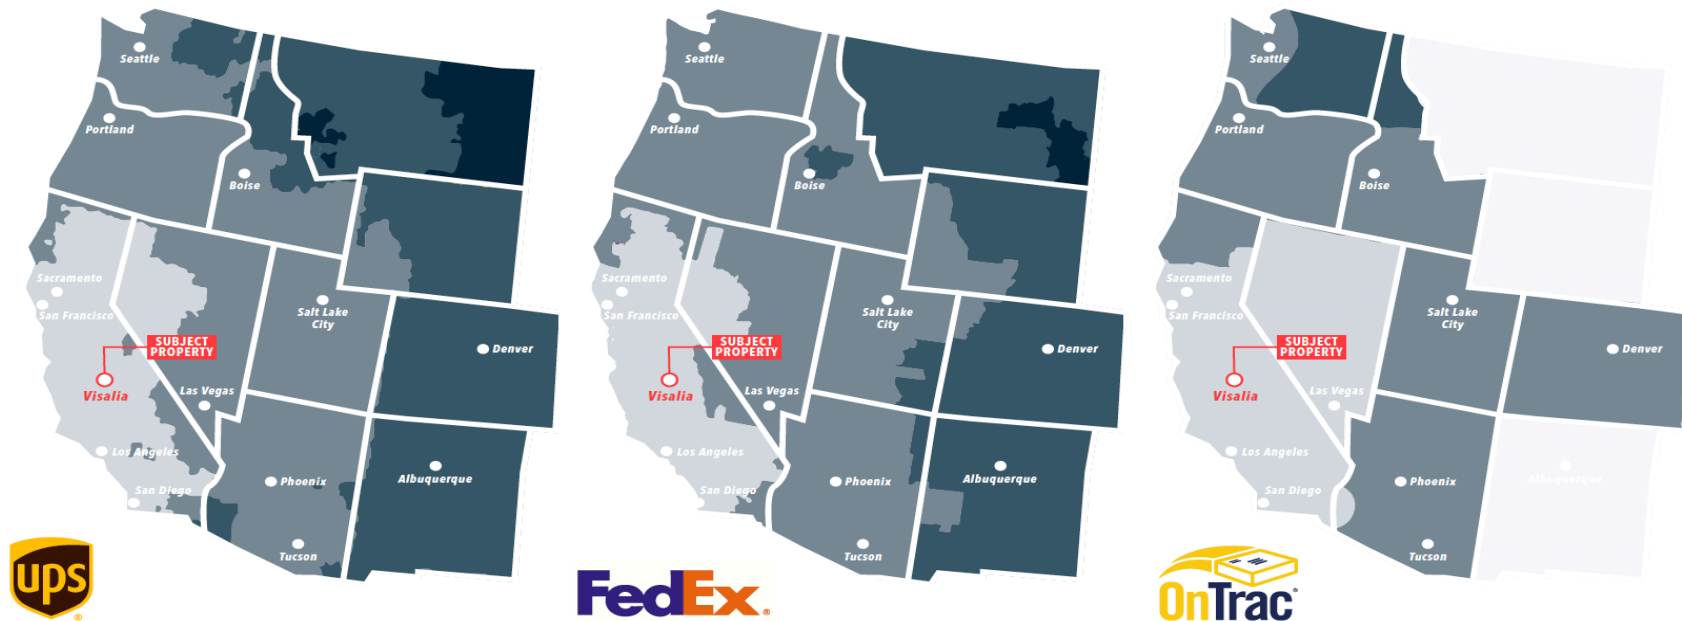 Seattle
Portland
Boise
Sacramento
San Francisco
Salt Lake
City
SUBJECT
PROPERTY
Denver
Visalia
Las Vegas
Los Angeles
Phoenix
Albuquerque
San Diego
Tucson
ups
®
Seattle
Portland
Boise
Sacramento
San Francisco
Salt Lake
City
SUBJECT
PROPERTY
Denver
Visalia
Las Vegas
Los Angeles
Phoenix
Albuquerque
San Diego
Tucson
FedEx®
Seattle
Portland
Boise
Sacramento
San Francisco
Salt Lake
City
SUBJECT
PROPERTY
Denver
Visalia
Las Vegas
Los Angeles
Phoenix
Albuquerque
San Diego
Tucson
OnTrac